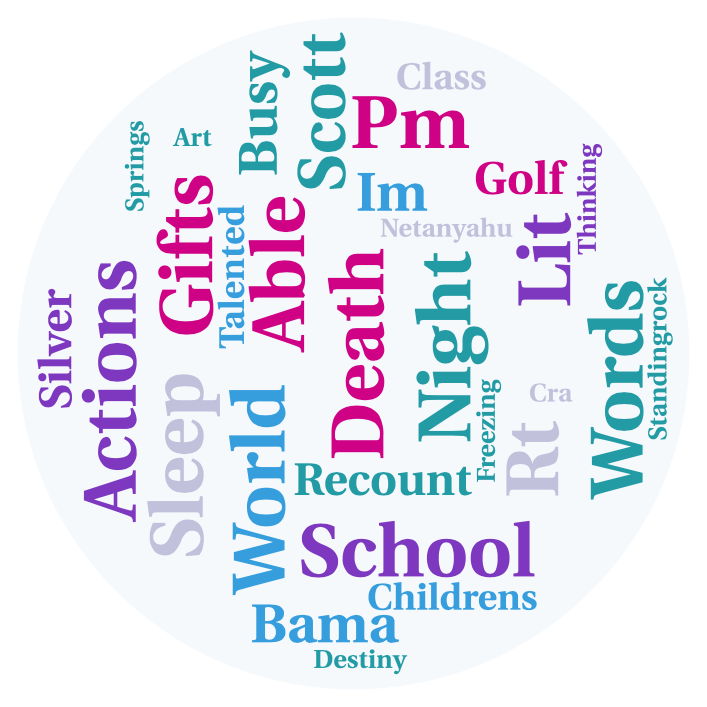 Scott
Busy
Class
Pm
Springs
Art
Golf
Thinking
Im
Gifts
Able
Talented
Netanyahu
Lit
Death
Night
Actions
Silver
Words
Standingrock
Sleep
World
Freezing
Cra
Rt
Recount
School
Childrens
Bama
Destiny